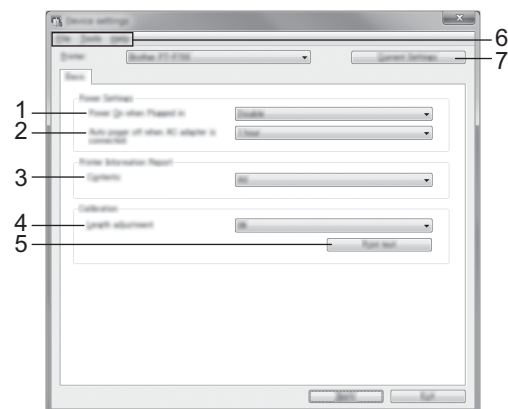 Device settings
File Tools Help
Printer: Brother PT-P700
Current Settings
Basic
Power Settings
1 Power On when Plugged in: Disable
2 Auto power off when AC adapter is connected: 1 hour
Printer Information Report
3 Contents: All
Calibration
4 Length adjustment
5 Print test
6
7
Exit